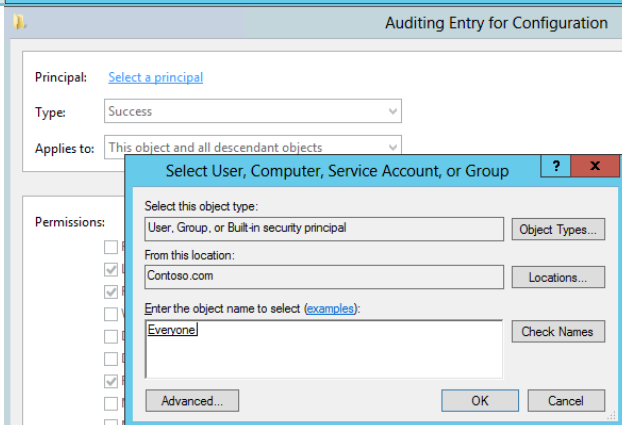 Auditing Entry for Configuration
Principal: Select a principal
Type: Success
Applies to: This object and all descendant objects
Select User, Computer, Service Account, or Group ? x
Permissions:
Select this object type:
User, Group, or Built-in security principal Object Types...
From this location:
Contoso.com Locations...
Enter the object name to select (examples):
Everyone Check Names
Advanced... OK Cancel